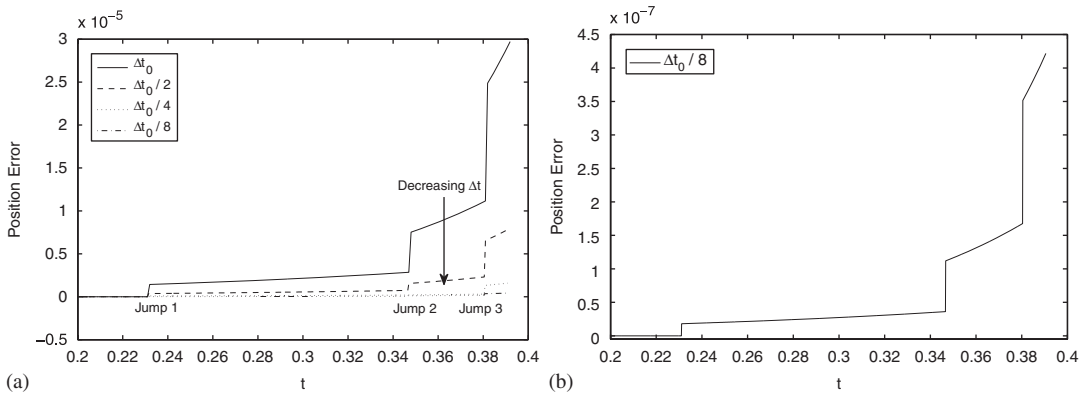 x 10⁻⁵
3
2.5
2
1.5
1
0.5
0
−0.5
Position Error
Δt₀
Δt₀ / 2
Δt₀ / 4
Δt₀ / 8
Decreasing Δt
Jump 1
Jump 2
Jump 3
0.2 0.22 0.24 0.26 0.28 0.3 0.32 0.34 0.36 0.38 0.4
t
(a)
x 10⁻⁷
4.5
4
3.5
3
2.5
2
1.5
1
0.5
0
Position Error
Δt₀ / 8
0.2 0.22 0.24 0.26 0.28 0.3 0.32 0.34 0.36 0.38 0.4
t
(b)